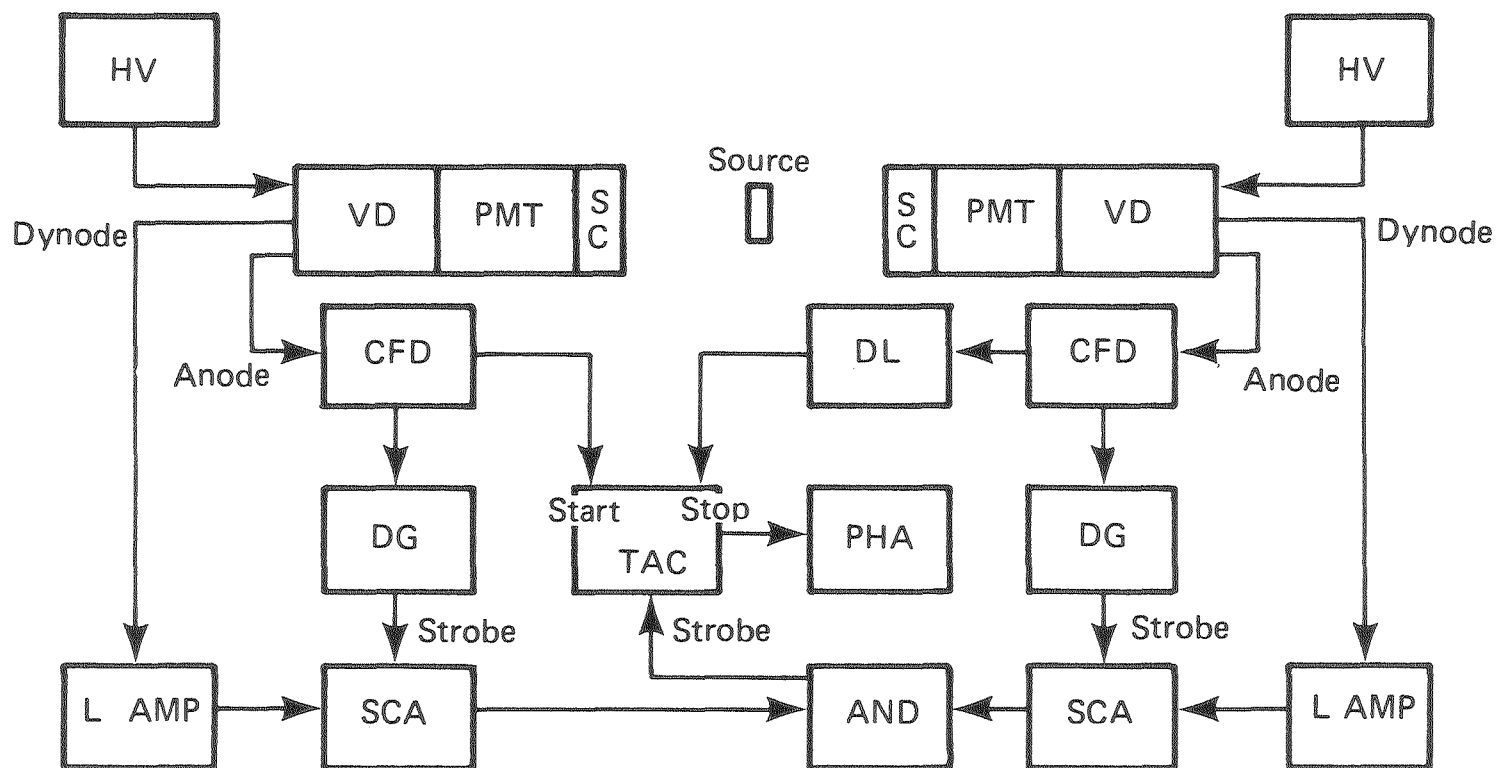 HV
HV
Source
VD
PMT
S
C
S
C
PMT
VD
Dynode
Dynode
CFD
DL
CFD
Anode
Anode
Start
Stop
DG
TAC
PHA
DG
Strobe
Strobe
Strobe
L AMP
SCA
AND
SCA
L AMP